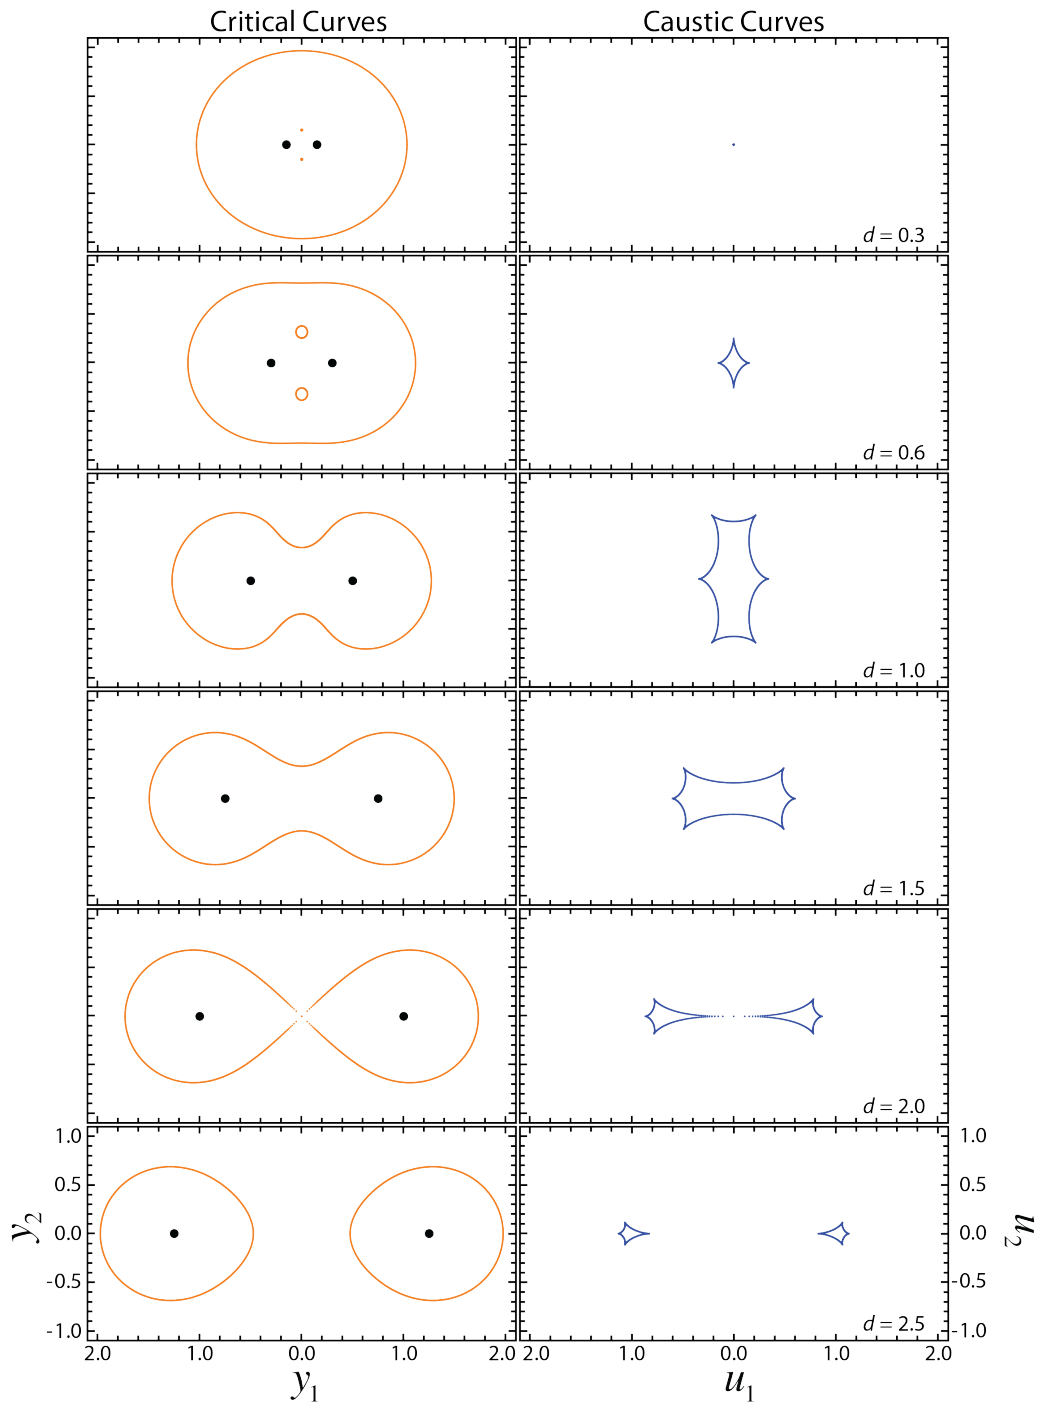 Critical Curves
Caustic Curves
d = 0.3
d = 0.6
d = 1.0
d = 1.5
d = 2.0
d = 2.5
y2
1.0
0.5
0.0
-0.5
-1.0
1.0
0.5
0.0
-0.5
-1.0
u2
2.0 1.0 0.0 1.0 2.0
2.0 1.0 0.0 1.0 2.0
y1
u1